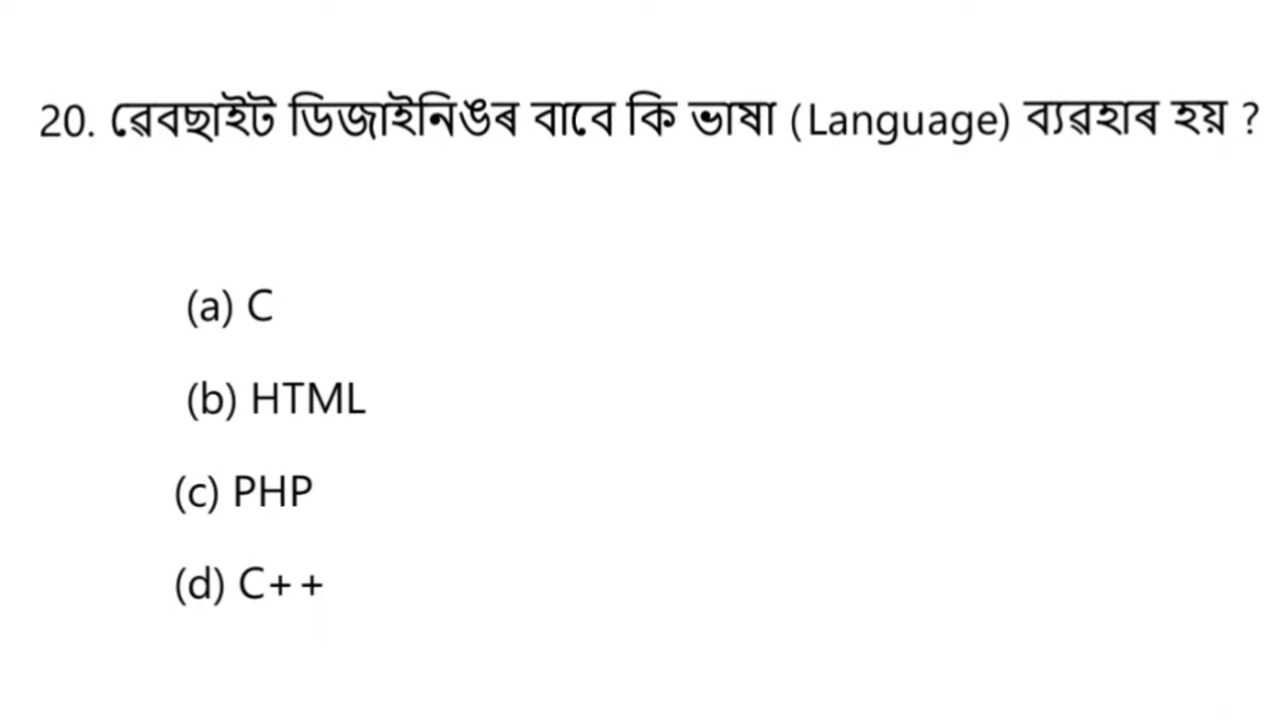 20. ৱেবছাইট ডিজাইনিঙৰ বাবে কি ভাষা (Language) ব্যৱহাৰ হয় ?
(a) C
(b) HTML
(c) PHP
(d) C++